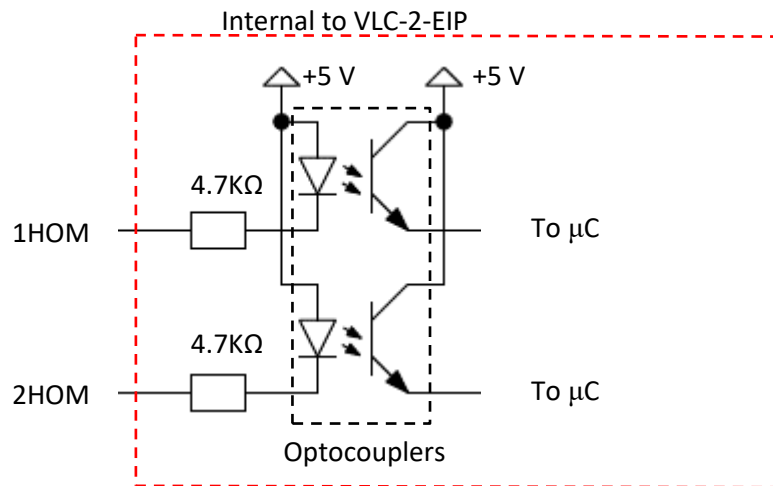 Internal to VLC-2-EIP
+5 V
+5 V
4.7KΩ
1HOM
To μC
4.7KΩ
2HOM
To μC
Optocouplers